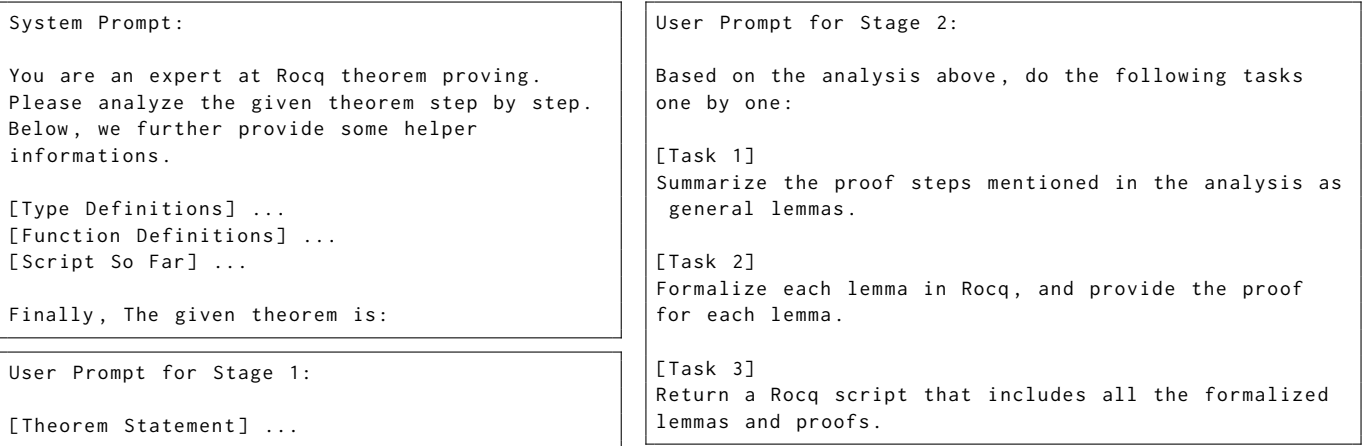 System Prompt:
You are an expert at Rocq theorem proving.
Please analyze the given theorem step by step.
Below, we further provide some helper
informations.
[Type Definitions] ...
[Function Definitions] ...
[Script So Far] ...
Finally, The given theorem is:
User Prompt for Stage 1:
[Theorem Statement] ...
User Prompt for Stage 2:
Based on the analysis above, do the following tasks
one by one:
[Task 1]
Summarize the proof steps mentioned in the analysis as
general lemmas.
[Task 2]
Formalize each lemma in Rocq, and provide the proof
for each lemma.
[Task 3]
Return a Rocq script that includes all the formalized
lemmas and proofs.